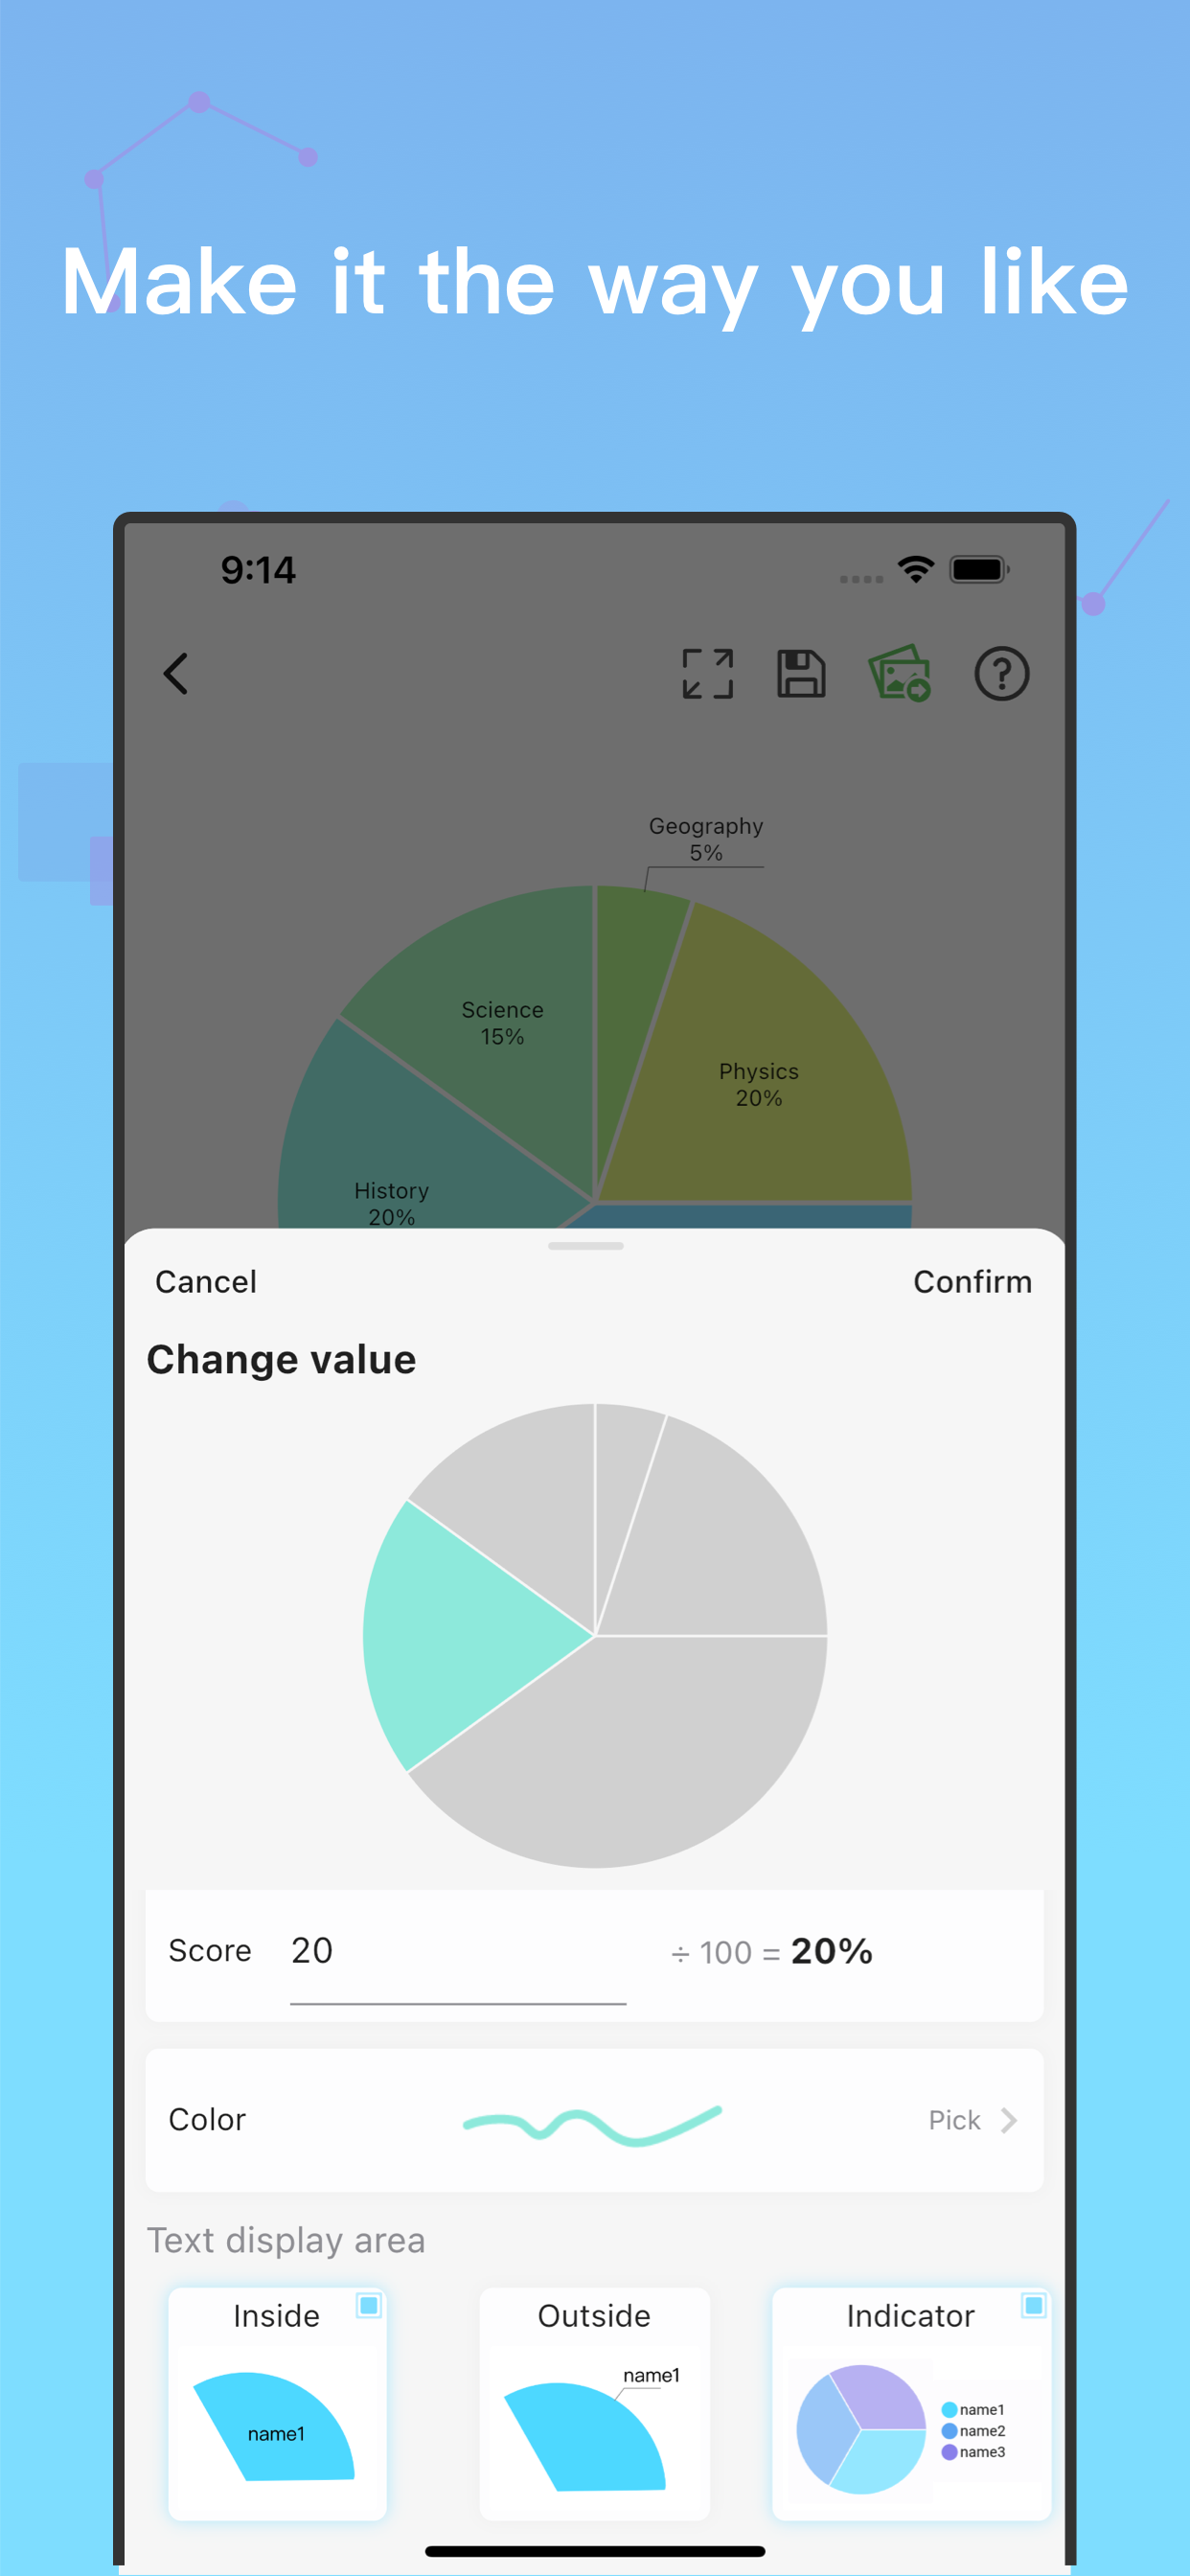 Make it the way you like
9:14
Geography
5%
Science
15%
Physics
20%
History
20%
Cancel
Confirm
Change value
Score
20
÷ 100 = 20%
Color
Pick
Text display area
Inside
Outside
Indicator
name1
name1
name1
name2
name3